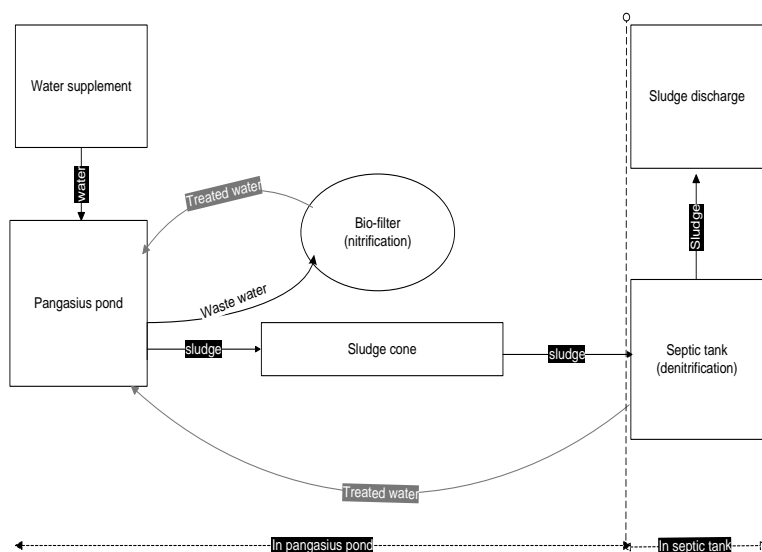 Water supplement
Sludge discharge
water
Treated water
Bio-filter
(nitrification)
Sludge
Pangasius pond
Waste water
sludge
Sludge cone
sludge
Septic tank
(denitrification)
Treated water
In pangasius pond
In septic tank